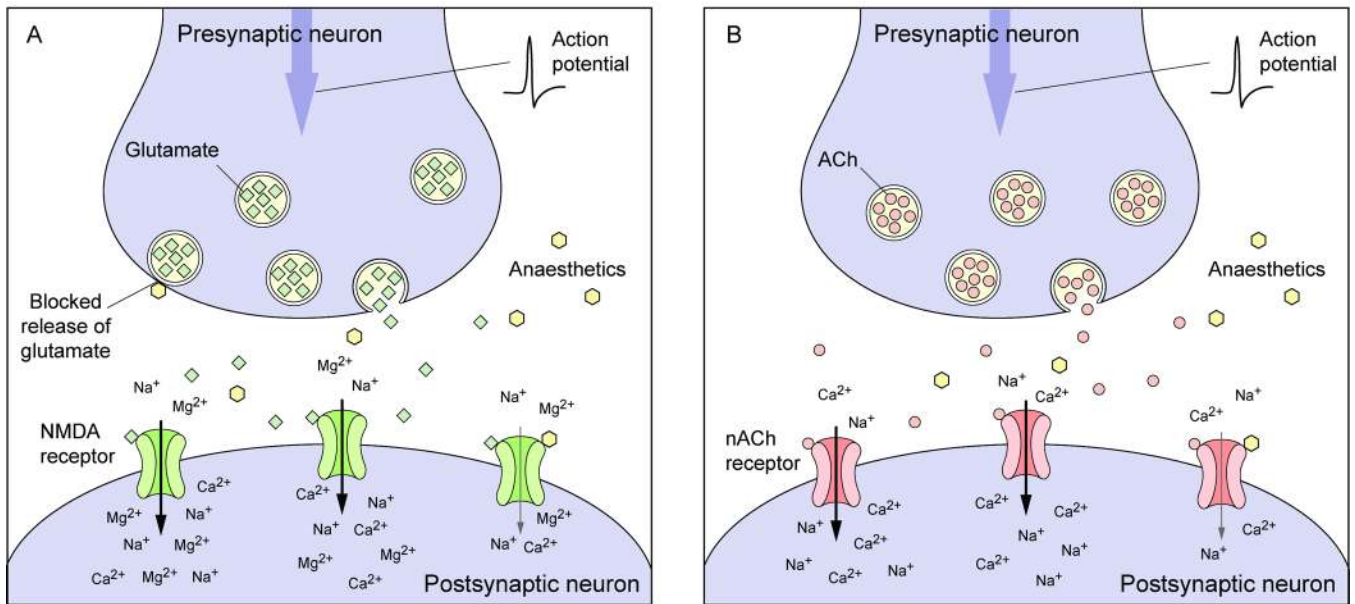 A
Presynaptic neuron
Action
potential
Glutamate
Anaesthetics
Blocked
release of
glutamate
Mg2+
Na+
Na+
Mg2+
Na+
Mg2+
NMDA
receptor
Ca2+
Mg2+
Na+
Na+
Mg2+
Ca2+
Mg2+
Na+
Ca2+
Na+
Na+
Ca2+
Mg2+
Mg2+
Ca2+
Mg2+
Na+
Ca2+
Postsynaptic neuron
B
Presynaptic neuron
Action
potential
ACh
Anaesthetics
Ca2+
Na+
Na+
Ca2+
Na+
Ca2+
nACh
receptor
Ca2+
Na+
Ca2+
Na+
Ca2+
Na+
Ca2+
Ca2+
Na+
Ca2+
Na+
Na+
Ca2+
Na+
Postsynaptic neuron